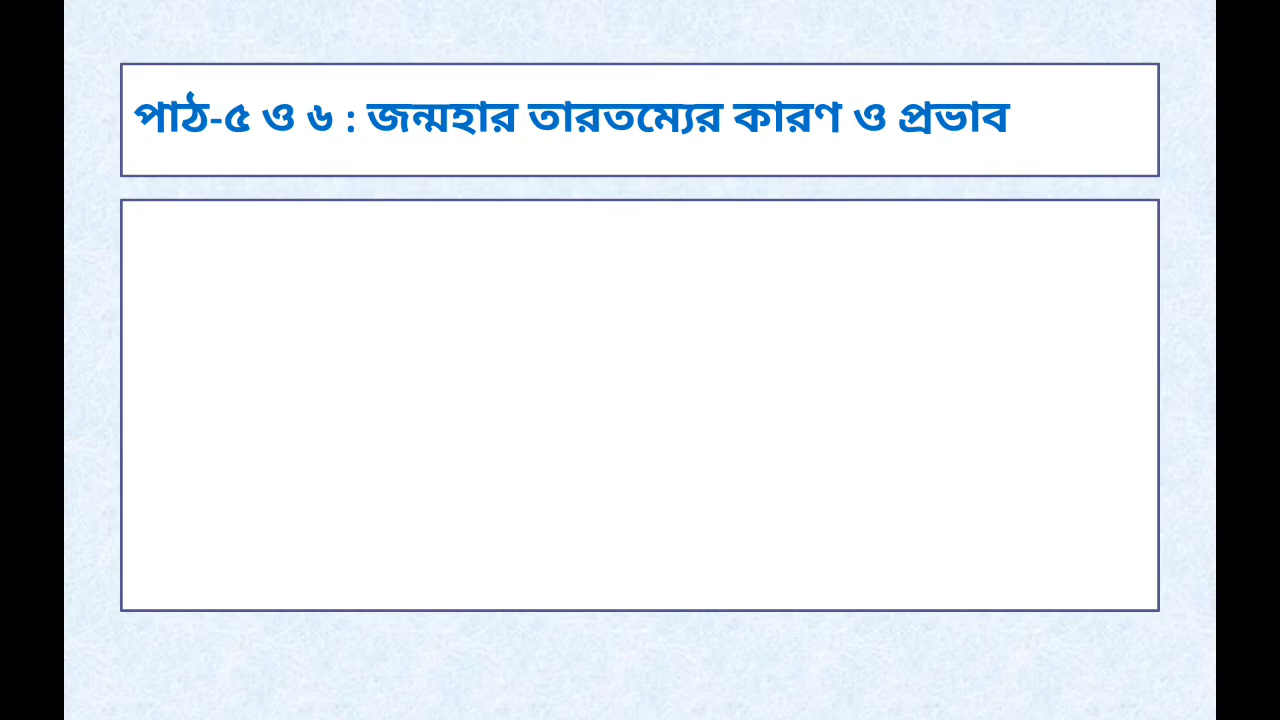 পাঠ-৫ ও ৬ : জন্মহার তারতম্যের কারণ ও প্রভাব